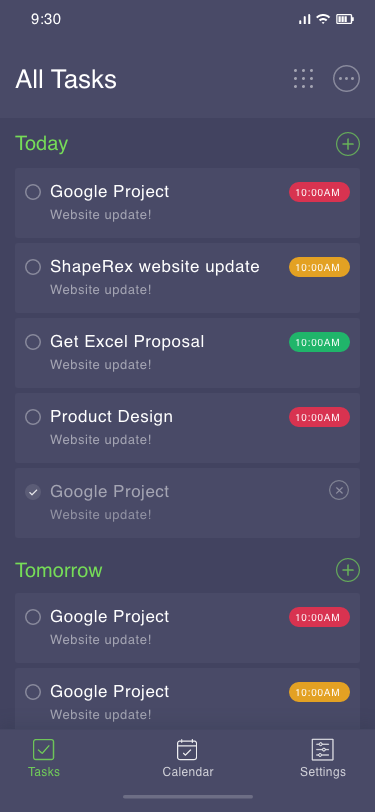 9:30
All Tasks
Today
Google Project 10:00AM
Website update!
ShapeRex website update 10:00AM
Website update!
Get Excel Proposal 10:00AM
Website update!
Product Design 10:00AM
Website update!
Google Project
Website update!
Tomorrow
Google Project 10:00AM
Website update!
Google Project 10:00AM
Website update!
Tasks Calendar Settings